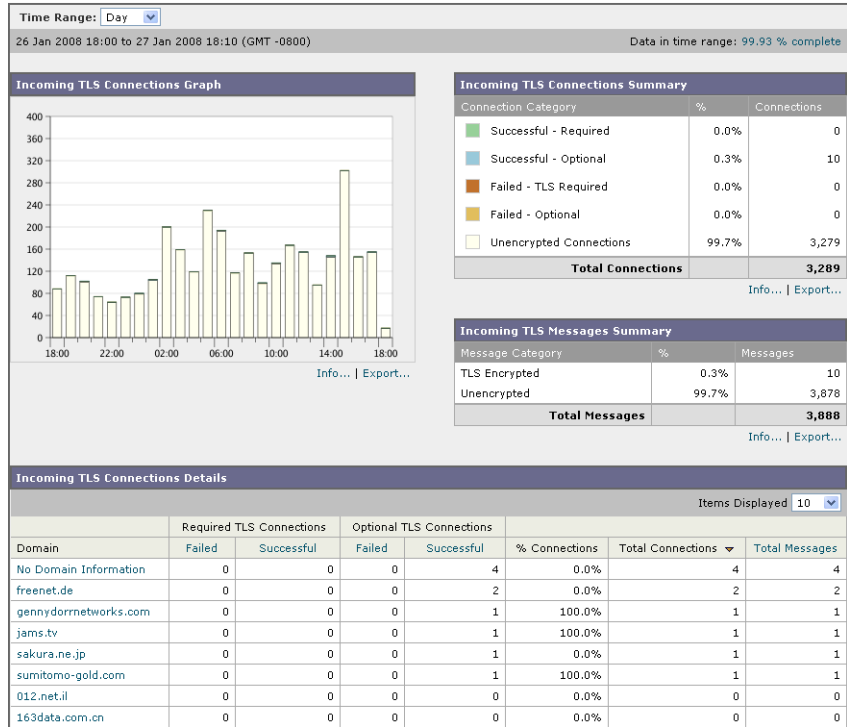 Time Range: Day
26 Jan 2008 18:00 to 27 Jan 2008 18:10 (GMT -0800) Data in time range: 99.93 % complete
Incoming TLS Connections Graph
400
360
320
280
240
200
160
120
80
40
0
18:00 22:00 02:00 06:00 10:00 14:00 18:00
Info... | Export...
Incoming TLS Connections Summary
Connection Category % Connections
Successful - Required 0.0% 0
Successful - Optional 0.3% 10
Failed - TLS Required 0.0% 0
Failed - Optional 0.0% 0
Unencrypted Connections 99.7% 3,279
Total Connections 3,289
Info... | Export...
Incoming TLS Messages Summary
Message Category % Messages
TLS Encrypted 0.3% 10
Unencrypted 99.7% 3,878
Total Messages 3,888
Info... | Export...
Incoming TLS Connections Details
Items Displayed 10
Required TLS Connections Optional TLS Connections
Domain Failed Successful Failed Successful % Connections Total Connections Total Messages
No Domain Information 0 0 0 4 0.0% 4 4
freenet.de 0 0 0 2 0.0% 2 2
gennydorrnetworks.com 0 0 0 1 100.0% 1 1
jams.tv 0 0 0 1 100.0% 1 1
sakura.ne.jp 0 0 0 1 0.0% 1 1
sumitomo-gold.com 0 0 0 1 100.0% 1 1
012.net.il 0 0 0 0 0.0% 0 0
163data.com.cn 0 0 0 0 0.0% 0 0